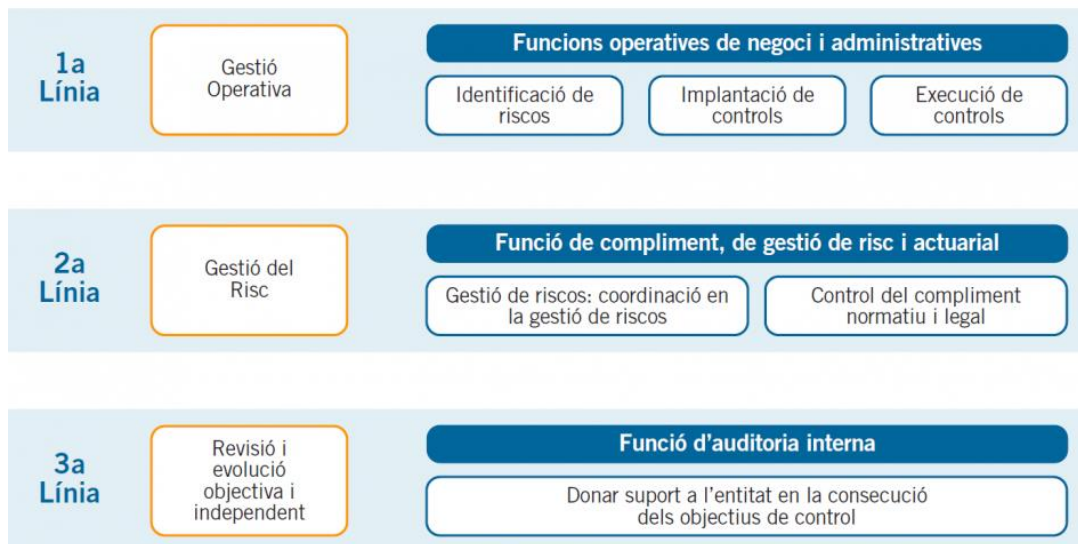 1a
Línia
Gestió
Operativa
Funcions operatives de negoci i administratives
Identificació de
riscos
Implantació de
controls
Execució de
controls
2a
Línia
Gestió del
Risc
Funció de compliment, de gestió de risc i actuarial
Gestió de riscos: coordinació en
la gestió de riscos
Control del compliment
normatiu i legal
3a
Línia
Revisió i
evolució
objectiva i
independent
Funció d'auditoria interna
Donar suport a l'entitat en la consecució
dels objectius de control